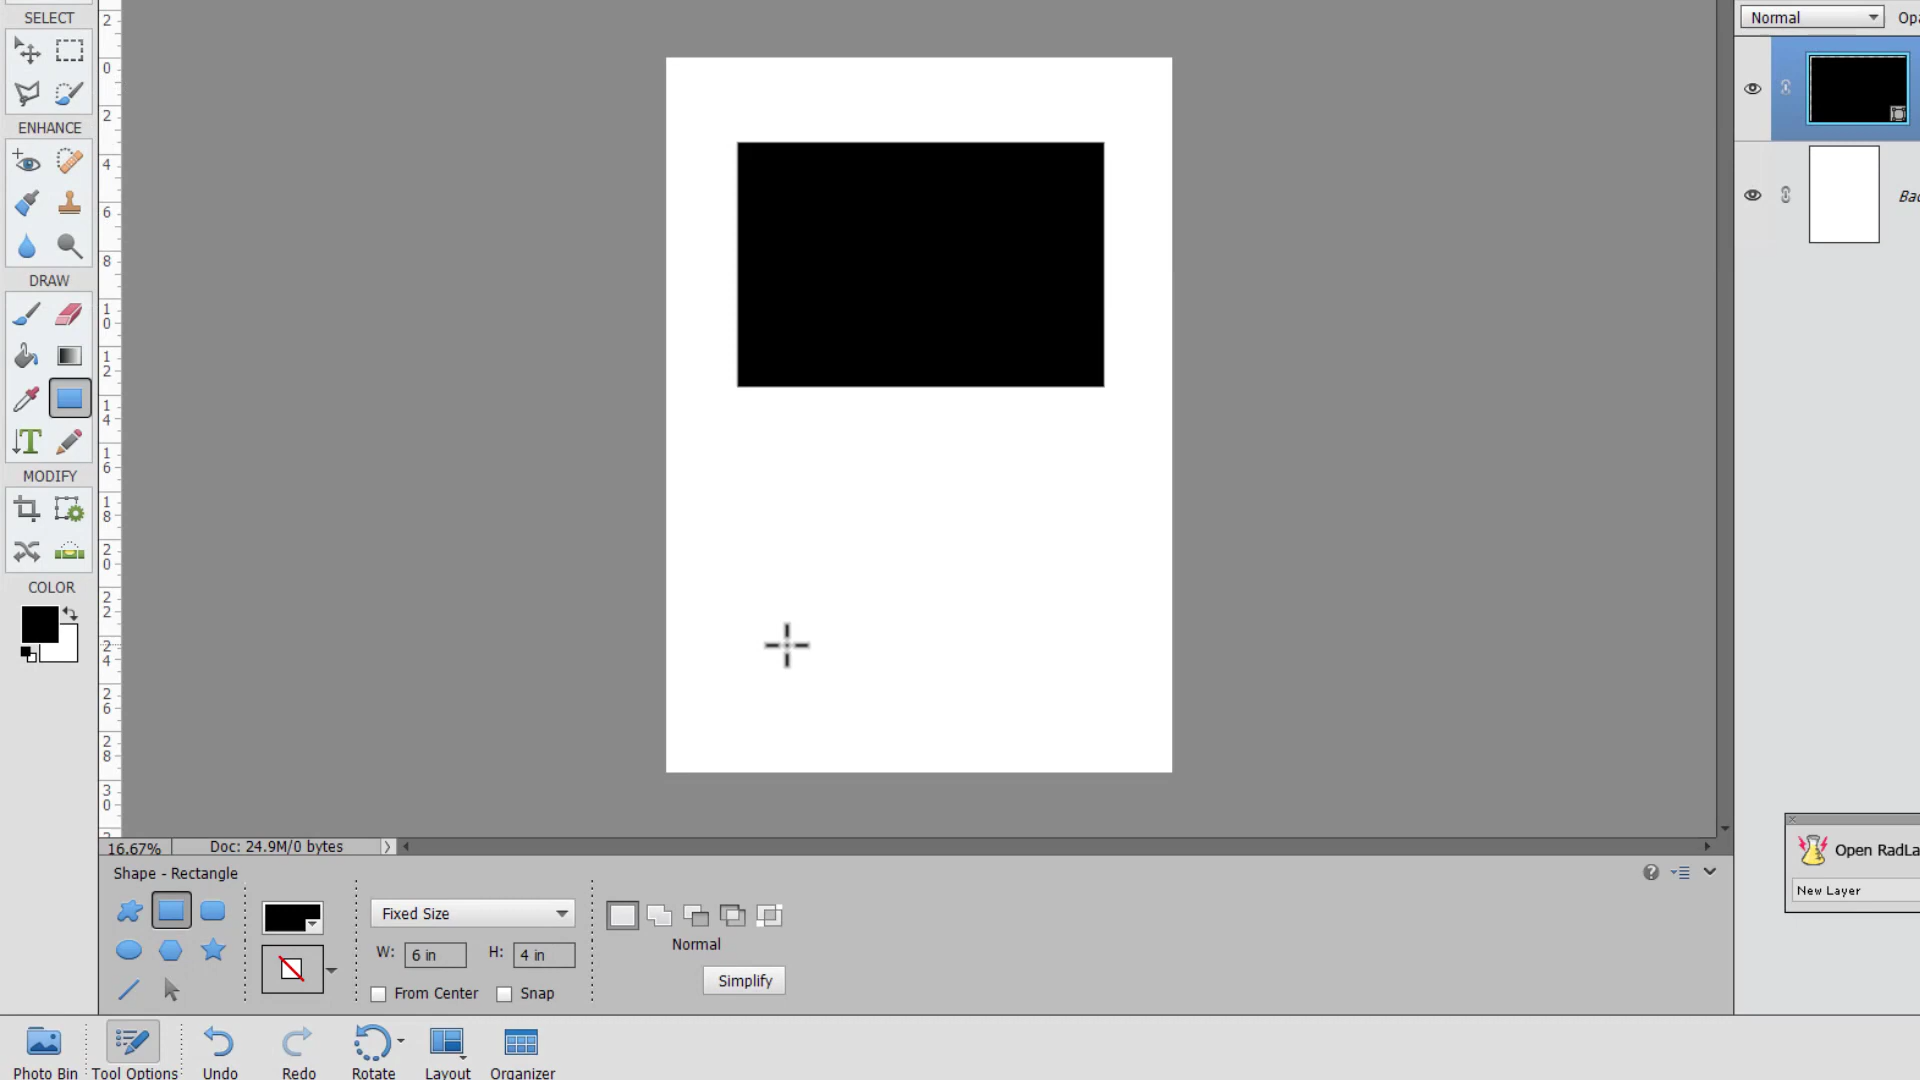 SELECT
Normal
Opa
2
0
2
4
6
8
1
0
1
2
1
4
1
6
1
8
2
0
2
2
2
4
2
6
2
8
3
0
ENHANCE
DRAW
T
MODIFY
COLOR
Bac
16.67%
Doc: 24.9M/0 bytes
Shape - Rectangle
Fixed Size
W: 6 in H: 4 in
From Center
Snap
Normal
Simplify
Open RadLa
New Layer
Photo Bin
Tool Options
Undo
Redo
Rotate
Layout
Organizer